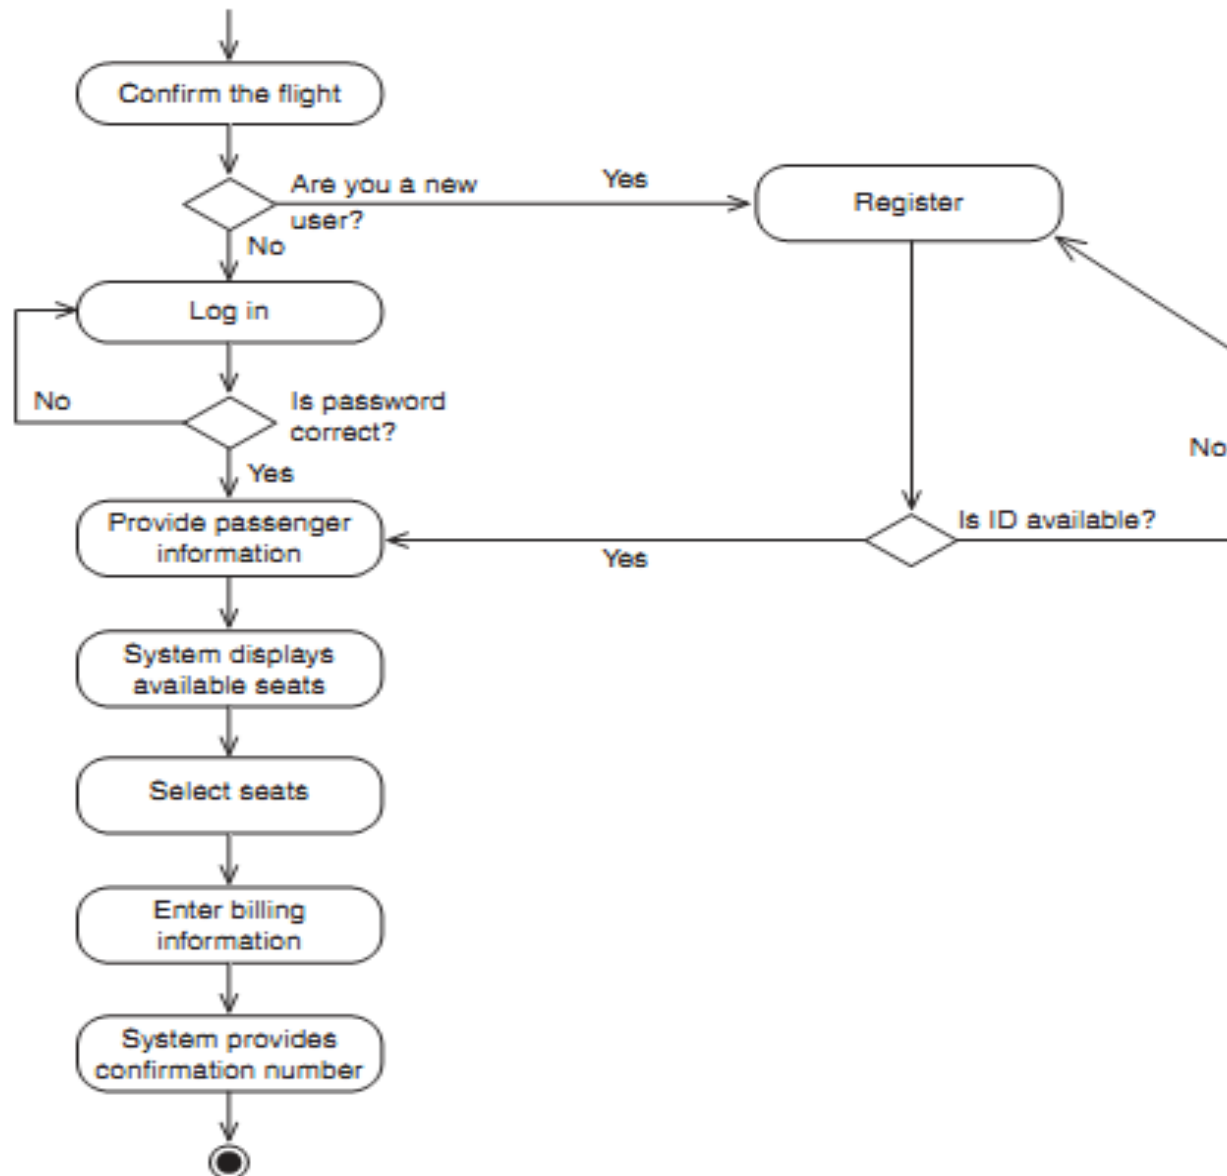 Confirm the flight
Are you a new
user?
Yes
Register
No
Log in
No
Is password
correct?
No
Yes
Provide passenger
information
Is ID available?
Yes
System displays
available seats
Select seats
Enter billing
information
System provides
confirmation number